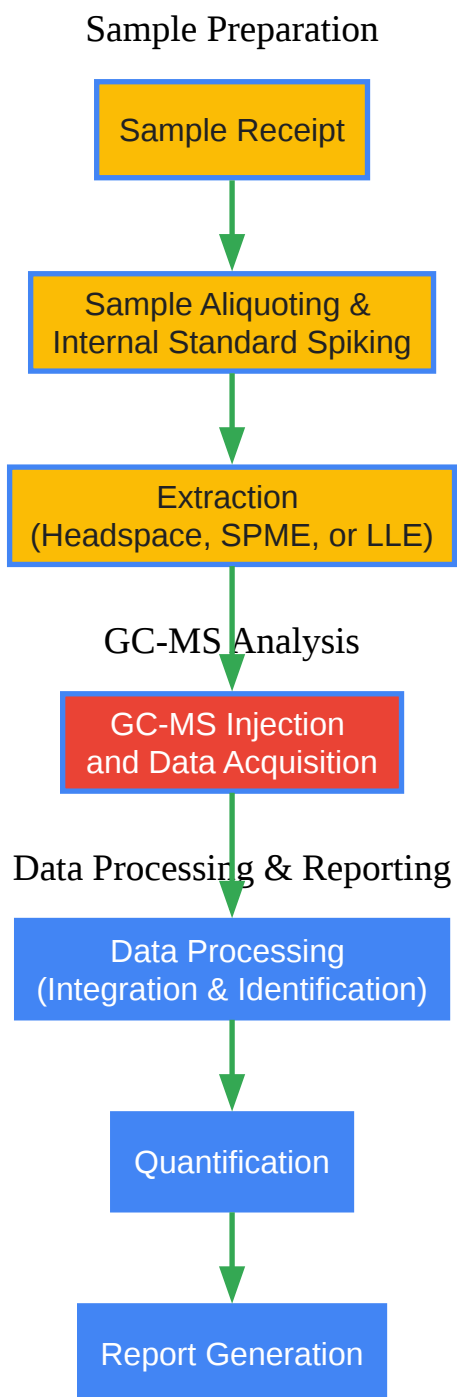 Sample Preparation
Sample Receipt
Sample Aliquoting &
Internal Standard Spiking
Extraction
(Headspace, SPME, or LLE)
GC-MS Analysis
GC-MS Injection
and Data Acquisition
Data Processing & Reporting
Data Processing
(Integration & Identification)
Quantification
Report Generation